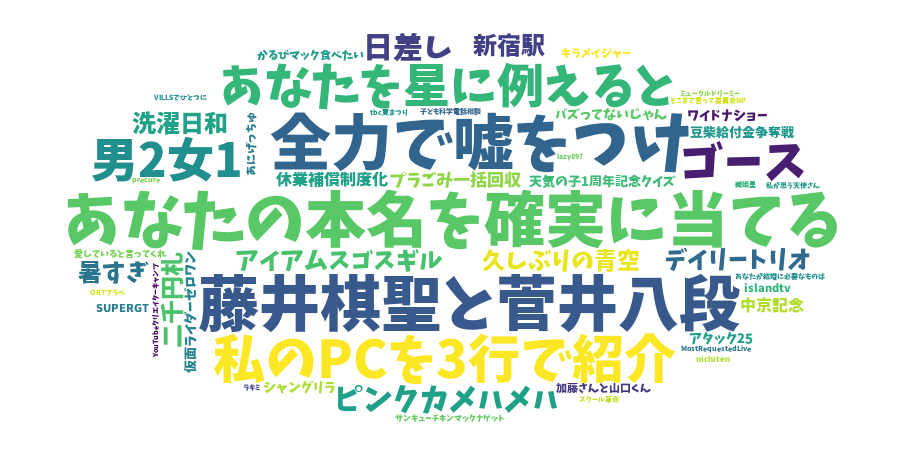 日差し
新宿駅
キラメイジャー
かるびマック食べたい
あなたを星に例えると
ミュークルドリーミー
そこまで言って委員会NP
VILLSでひとつに
tbc夏まつり
子ども科学電話相談
バズってないじゃん
ワイドナショー
洗濯日和
あにげっちゅ
全力で嘘をつけ
豆柴給付金争奪戦
男2女1
lazy897
ゴース
precure
休業補償制度化
プラごみ一括回収
天気の子1周年記念クイズ
織姫星
私が思う天使さん
あなたの本名を確実に当てる
愛していると言ってくれ
アイアムスゴスギル
久しぶりの青空
デイリートリオ
暑すぎ
YouTubeクリエイターキャンプ
二千円札
仮面ライダーゼロワン
藤井棋聖と菅井八段
あなたが結婚に必要なものは
islandtv
ORTプラベ
SUPERGT
中京記念
私のPCを3行で紹介
アタック25
MostRequestedLive
nichiten
ラキミ
シャングリラ
ピンクカメハメハ
加藤さんと山口くん
スクール革命
サンキューチキンマックナゲット